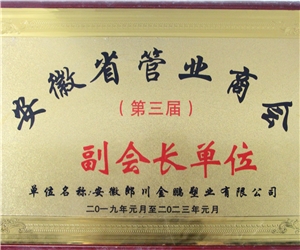 安徽省管业商会
（第三届）
副会长单位
单位名称:安徽郎川金鹏塑业有限公司
二〇一九年元月至二〇二三年元月